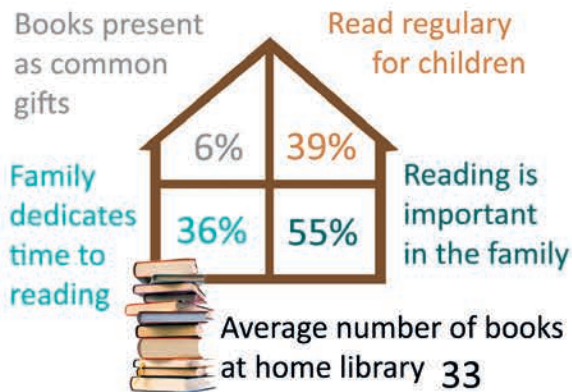 Books present
as common
gifts
Read regulary
for children
6%
39%
Family
dedicates
time to
reading
36%
55%
Reading is
important
in the family
Average number of books
at home library 33